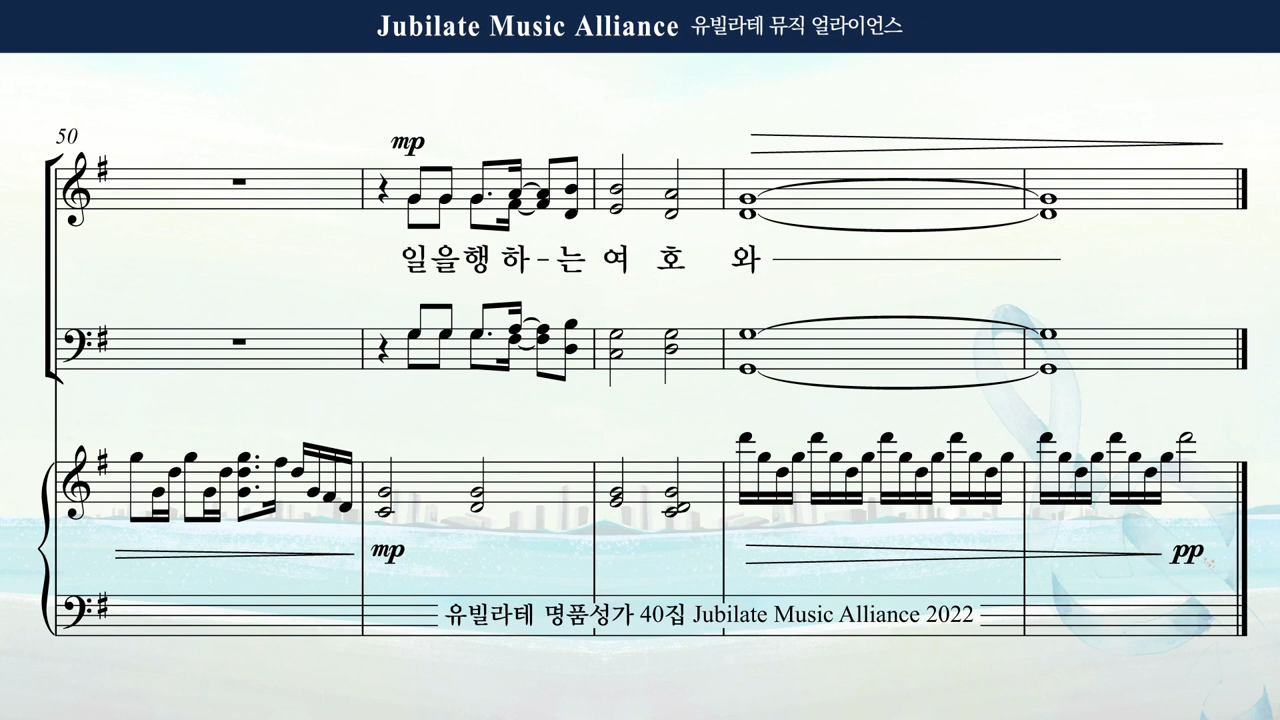 Jubilate Music Alliance 유빌라테 뮤직 얼라이언스
50
mp
일을행 하-는 여 호 와
mp
pp
유빌라테 명품성가 40집 Jubilate Music Alliance 2022